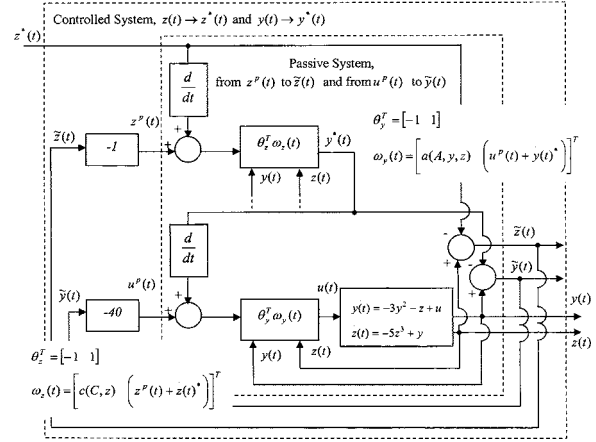 Controlled System, z(t) → z*(t) and y(t) → y*(t)
z*(t)
Passive System,
from z^p(t) to z̃(t) and from u^p(t) to ỹ(t)
d/dt
z^p(t)
z̃(t)
-1
+
+
θ_z^T ω_z(t)
y*(t)
y(t)
z(t)
θ_y^T = [-1 1]
ω_y(t) = [a(A, y, z) (u^p(t) + y(t)*)]^T
d/dt
-
+
z̃(t)
-
+
ỹ(t)
u^p(t)
ỹ(t)
-40
+
+
θ_y^T ω_y(t)
u(t)
y(t)
z(t)
y(t) = -3y² - z + u
z(t) = -5z³ + y
y(t)
z(t)
θ_z^T = [-1 1]
ω_z(t) = [c(C, z) (z^p(t) + z(t)*)]^T